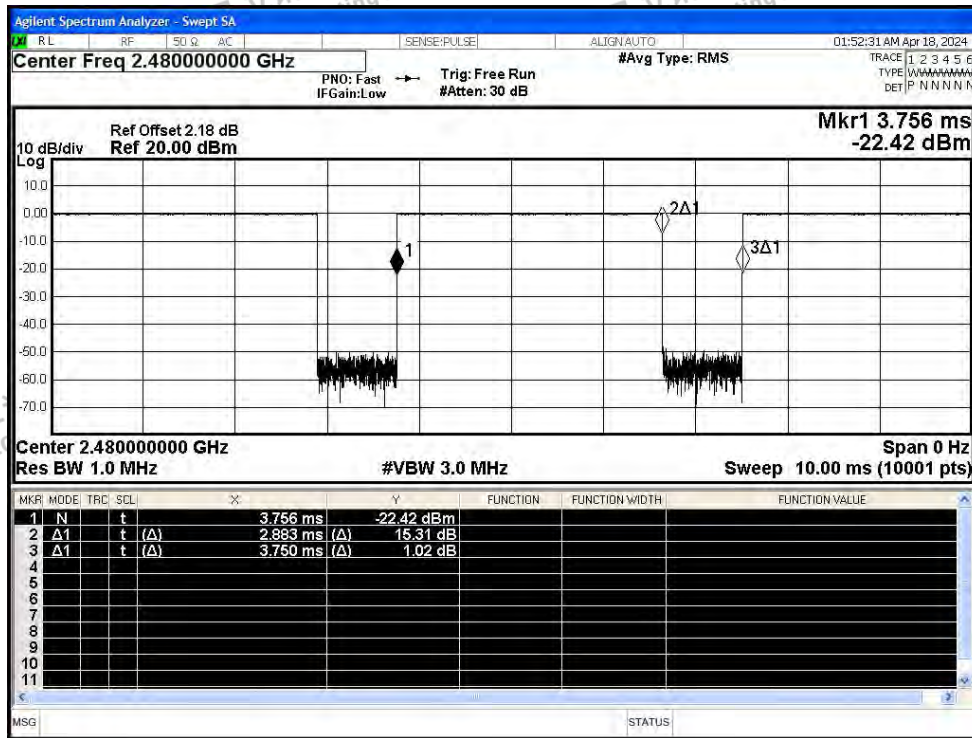 Agilent Spectrum Analyzer - Swept SA
LXI RL RF 50 Ω AC SENSE:PULSE ALIGN AUTO 01:52:31 AM Apr 18, 2024
Center Freq 2.480000000 GHz #Avg Type: RMS TRACE 1 2 3 4 5 6
PNO: Fast Trig: Free Run TYPE WWWWWW
IFGain:Low #Atten: 30 dB DET P N N N N N
Mkr1 3.756 ms
Ref Offset 2.18 dB
10 dB/div Ref 20.00 dBm -22.42 dBm
Log
10.0
0.00 2Δ1
-10.0 1 3Δ1
-20.0
-30.0
-40.0
-50.0
-60.0
-70.0
Center 2.480000000 GHz Span 0 Hz
Res BW 1.0 MHz #VBW 3.0 MHz Sweep 10.00 ms (10001 pts)
MKR MODE TRC SCL X Y FUNCTION FUNCTION WIDTH FUNCTION VALUE
1 N t 3.756 ms -22.42 dBm
2 Δ1 t (Δ) 2.883 ms (Δ) 15.31 dB
3 Δ1 t (Δ) 3.750 ms (Δ) 1.02 dB
4
5
6
7
8
9
10
11
MSG STATUS